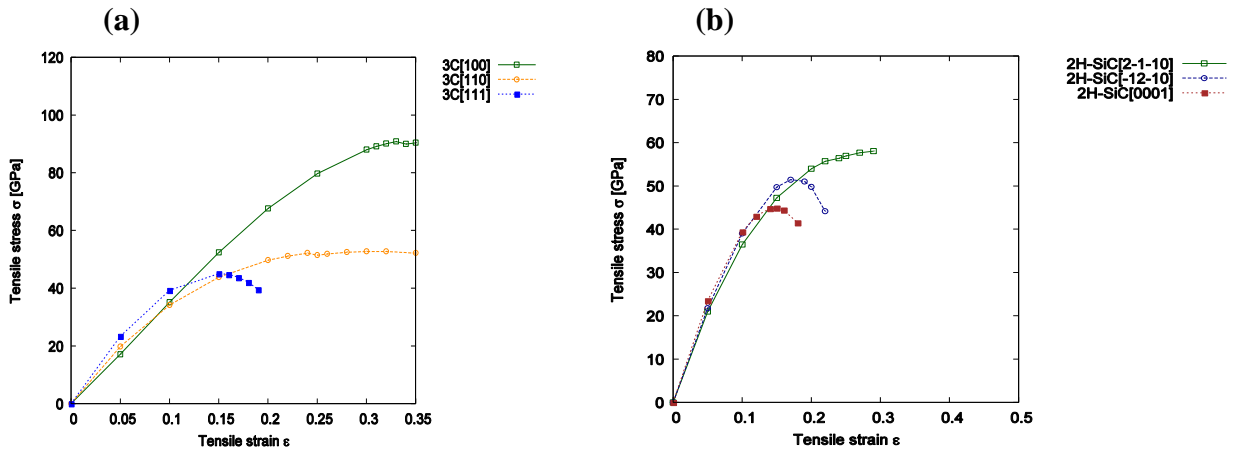 (a)
120
100
80
60
40
20
0
0
0.05
0.1
0.15
0.2
0.25
0.3
0.35
Tensile stress σ [GPa]
Tensile strain ε
3C[100]
3C[110]
3C[111]
(b)
80
70
60
50
40
30
20
10
0
0
0.1
0.2
0.3
0.4
0.5
Tensile stress σ [GPa]
Tensile strain ε
2H-SiC[2-1-10]
2H-SiC[-12-10]
2H-SiC[0001]